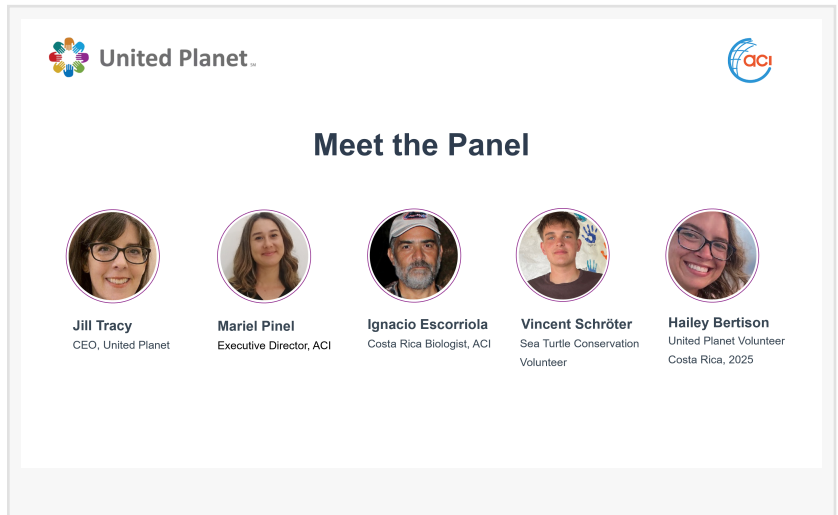 United Planet™
aci
Meet the Panel
Jill Tracy
CEO, United Planet
Mariel Pinel
Executive Director, ACI
Ignacio Escorriola
Costa Rica Biologist, ACI
Vincent Schröter
Sea Turtle Conservation
Volunteer
Hailey Bertison
United Planet Volunteer
Costa Rica, 2025